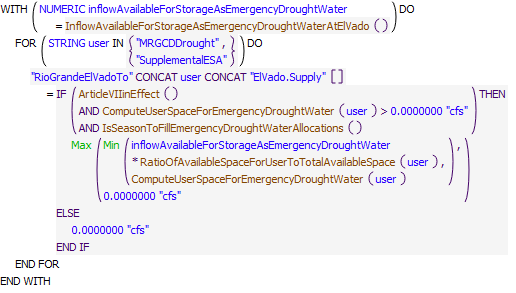 WITH ( NUMERIC inflowAvailableForStorageAsEmergencyDroughtWater ) DO
= InflowAvailableForStorageAsEmergencyDroughtWaterAtElVado ( )
FOR ( STRING user IN { "MRGCDDrought" , } ) DO
"SupplementalESA"
"RioGrandeElVadoTo" CONCAT user CONCAT "ElVado.Supply" [ ]
= IF ( ArticleVIIinEffect ( ) ) THEN
AND ComputeUserSpaceForEmergencyDroughtWater ( user ) > 0.0000000 "cfs"
AND IsSeasonToFillEmergencyDroughtWaterAllocations ( )
Max ( Min ( inflowAvailableForStorageAsEmergencyDroughtWater ) , )
* RatioOfAvailableSpaceForUserToTotalAvailableSpace ( user ) ,
ComputeUserSpaceForEmergencyDroughtWater ( user )
0.0000000 "cfs"
ELSE
0.0000000 "cfs"
END IF
END FOR
END WITH